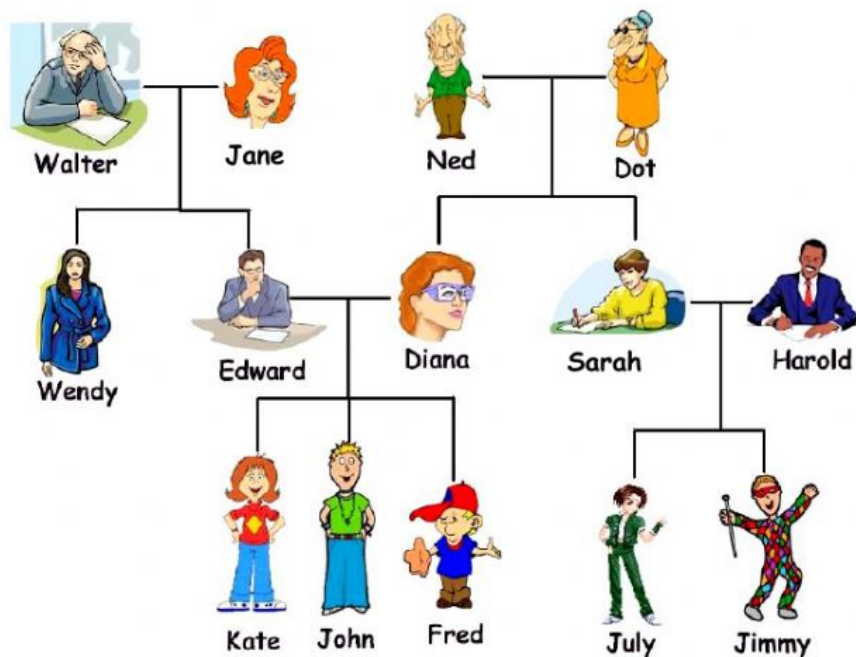 Walter
Jane
Ned
Dot
Wendy
Edward
Diana
Sarah
Harold
Kate
John
Fred
July
Jimmy